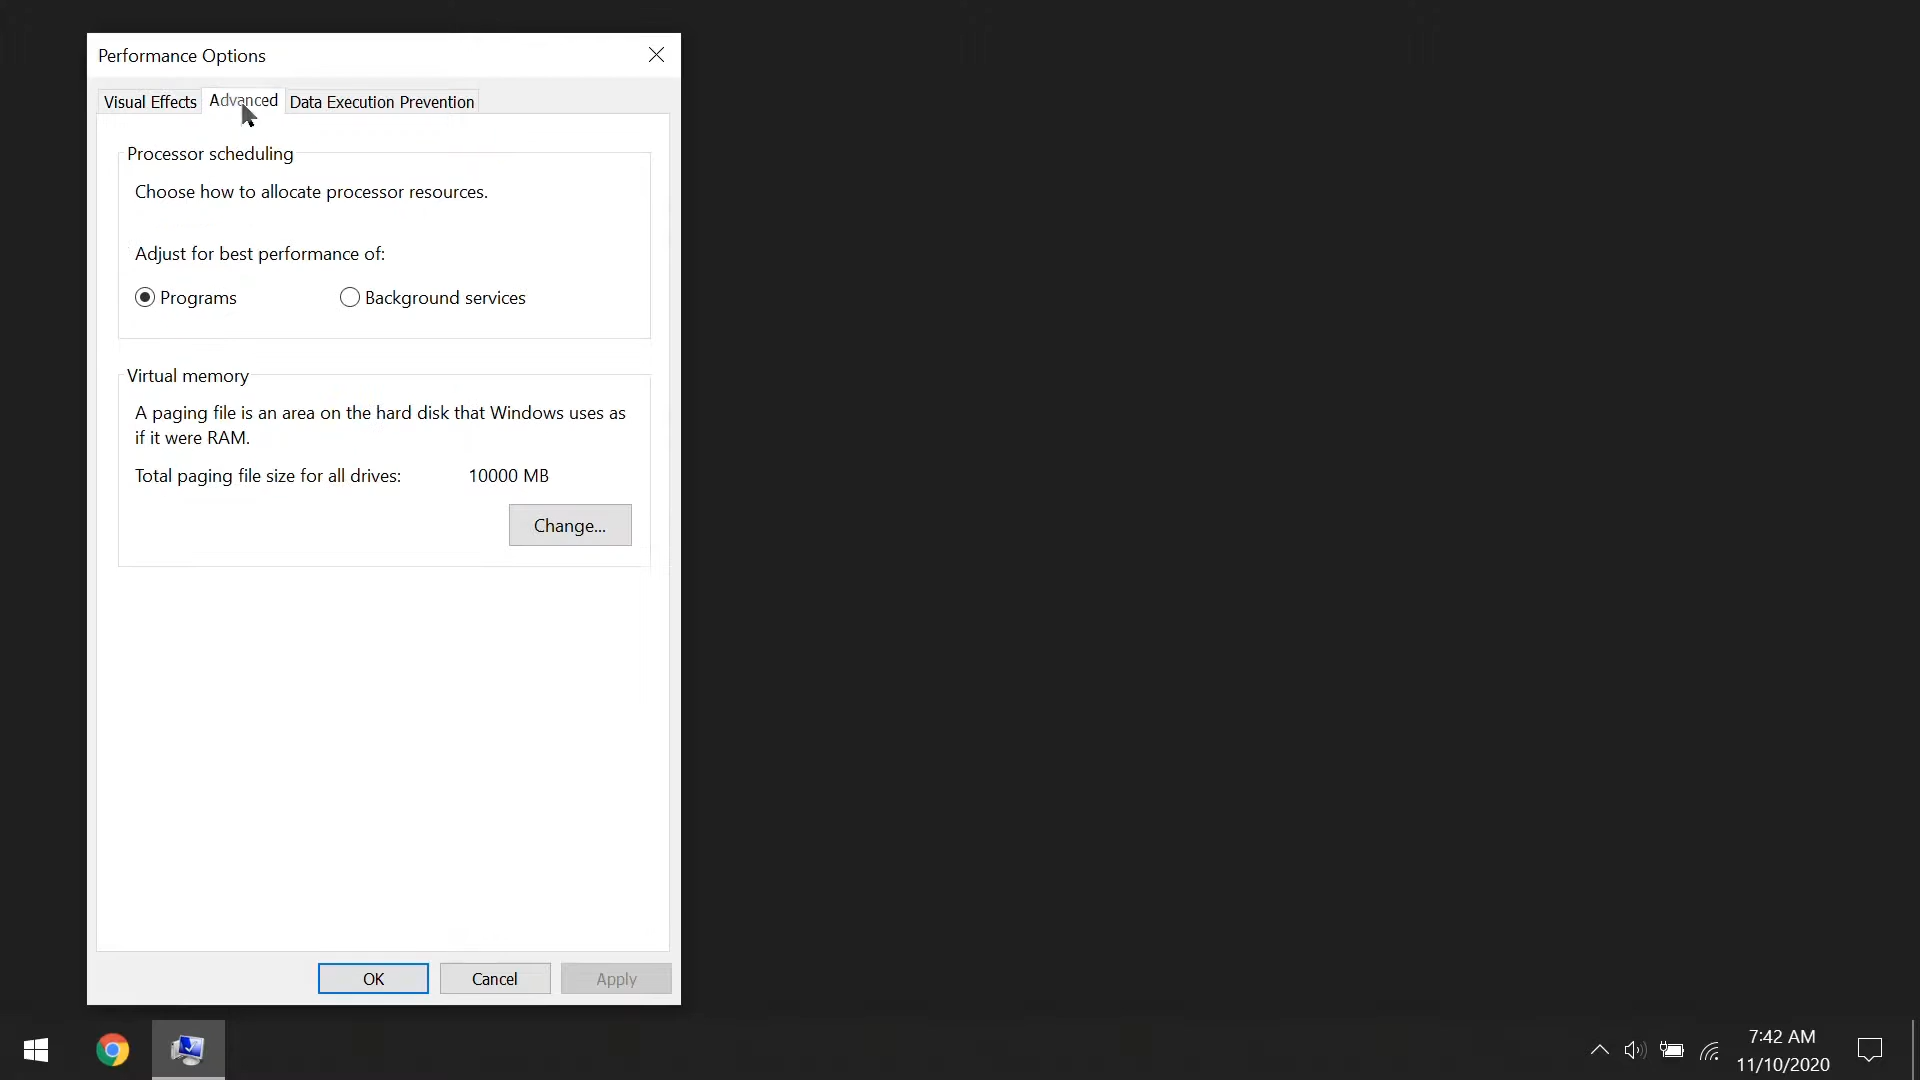 Performance Options
Visual Effects
Advanced
Data Execution Prevention
Processor scheduling
Choose how to allocate processor resources.
Adjust for best performance of:
Programs
Background services
Virtual memory
A paging file is an area on the hard disk that Windows uses as
if it were RAM.
Total paging file size for all drives: 10000 MB
Change...
OK
Cancel
Apply
7:42 AM
11/10/2020